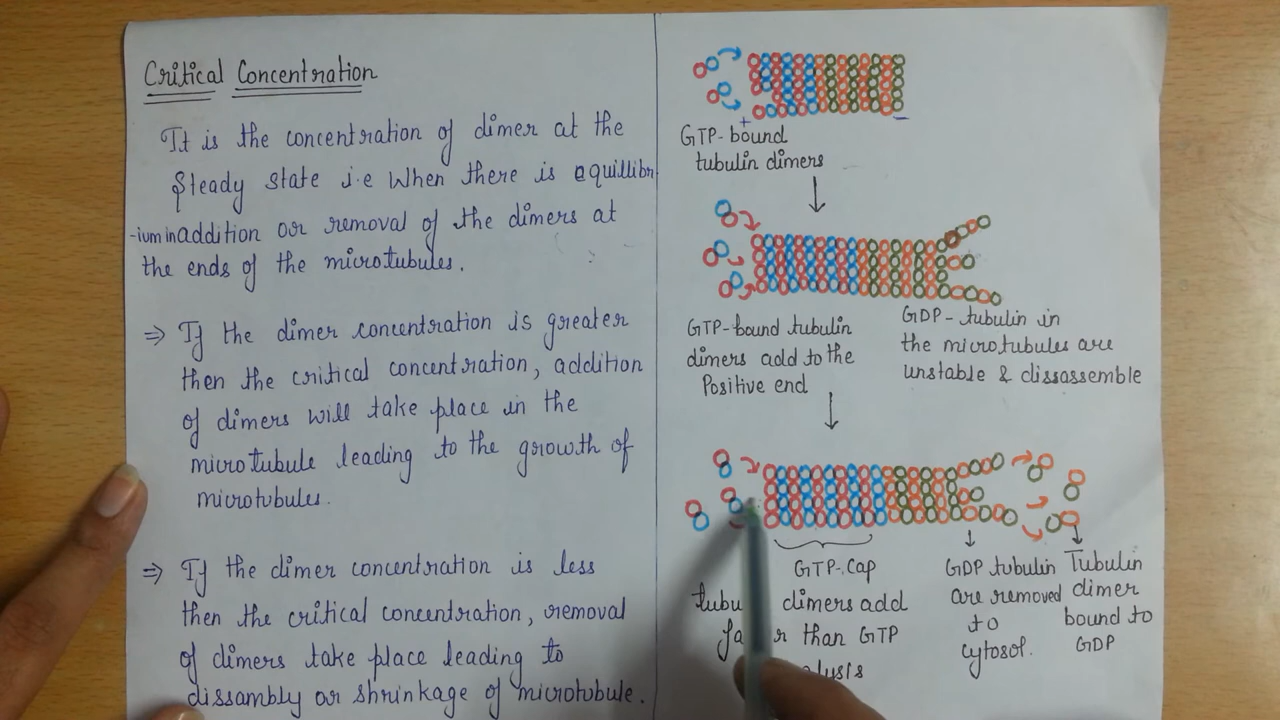 Critical Concentration
It is the concentration of dimer at the
steady state i.e When there is equillibr
-ium in addition or removal of the dimers at
the ends of the microtubules.
⇒ If the dimer concentration is greater
then the critical concentration, addition
of dimers will take place in the
microtubule leading to the growth of
microtubules.
⇒ If the dimer concentration is less
then the critical concentration, removal
of dimers take place leading to
dissambly or shrinkage of microtubule.
+ −
GTP-bound
tubulin dimers
GTP-bound tubulin
dimers add to the
Positive end
GDP-tubulin in
the microtubules are
unstable & dissassemble
GTP-Cap
dimers add
than GTP
GDP tubulin
are removed
to
cytosol.
Tubulin
dimer
bound to
GDP